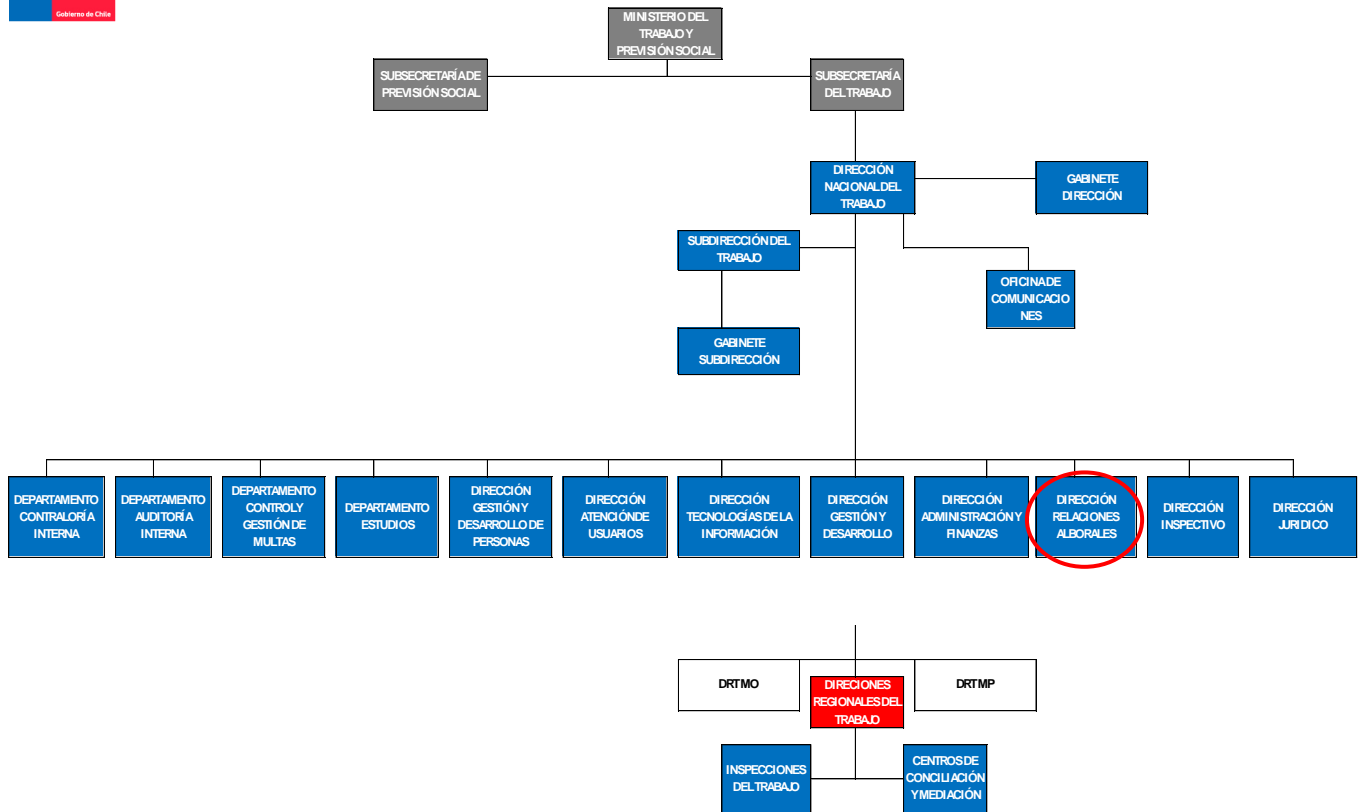 Gobierno de Chile
MINISTERIO DEL
TRABAJO Y
PREVISIÓN SOCIAL
SUBSECRETARÍA DE
PREVISIÓN SOCIAL
SUBSECRETARÍA
DEL TRABAJO
DIRECCIÓN
NACIONAL DEL
TRABAJO
GABINETE
DIRECCIÓN
SUBDIRECCIÓN DEL
TRABAJO
OFICINA DE
COMUNICACIO
NES
GABINETE
SUBDIRECCIÓN
DEPARTAMENTO
CONTRALORÍA
INTERNA
DEPARTAMENTO
AUDITORÍA
INTERNA
DEPARTAMENTO
CONTROL Y
GESTIÓN DE
MULTAS
DEPARTAMENTO
ESTUDIOS
DIRECCIÓN
GESTIÓN Y
DESARROLLO DE
PERSONAS
DIRECCIÓN
ATENCIÓN DE
USUARIOS
DIRECCIÓN
TECNOLOGÍAS DE LA
INFORMACIÓN
DIRECCIÓN
GESTIÓN Y
DESARROLLO
DIRECCIÓN
ADMINISTRACIÓN Y
FINANZAS
DIRECCIÓN
RELACIONES
ALBORALES
DIRECCIÓN
INSPECTIVO
DIRECCIÓN
JURIDICO
DRTMO
DIRECIONES
REGIONALES DEL
TRABAJO
DRTMP
INSPECCIONES
DEL TRABAJO
CENTROS DE
CONCILIACIÓN
Y MEDIACIÓN